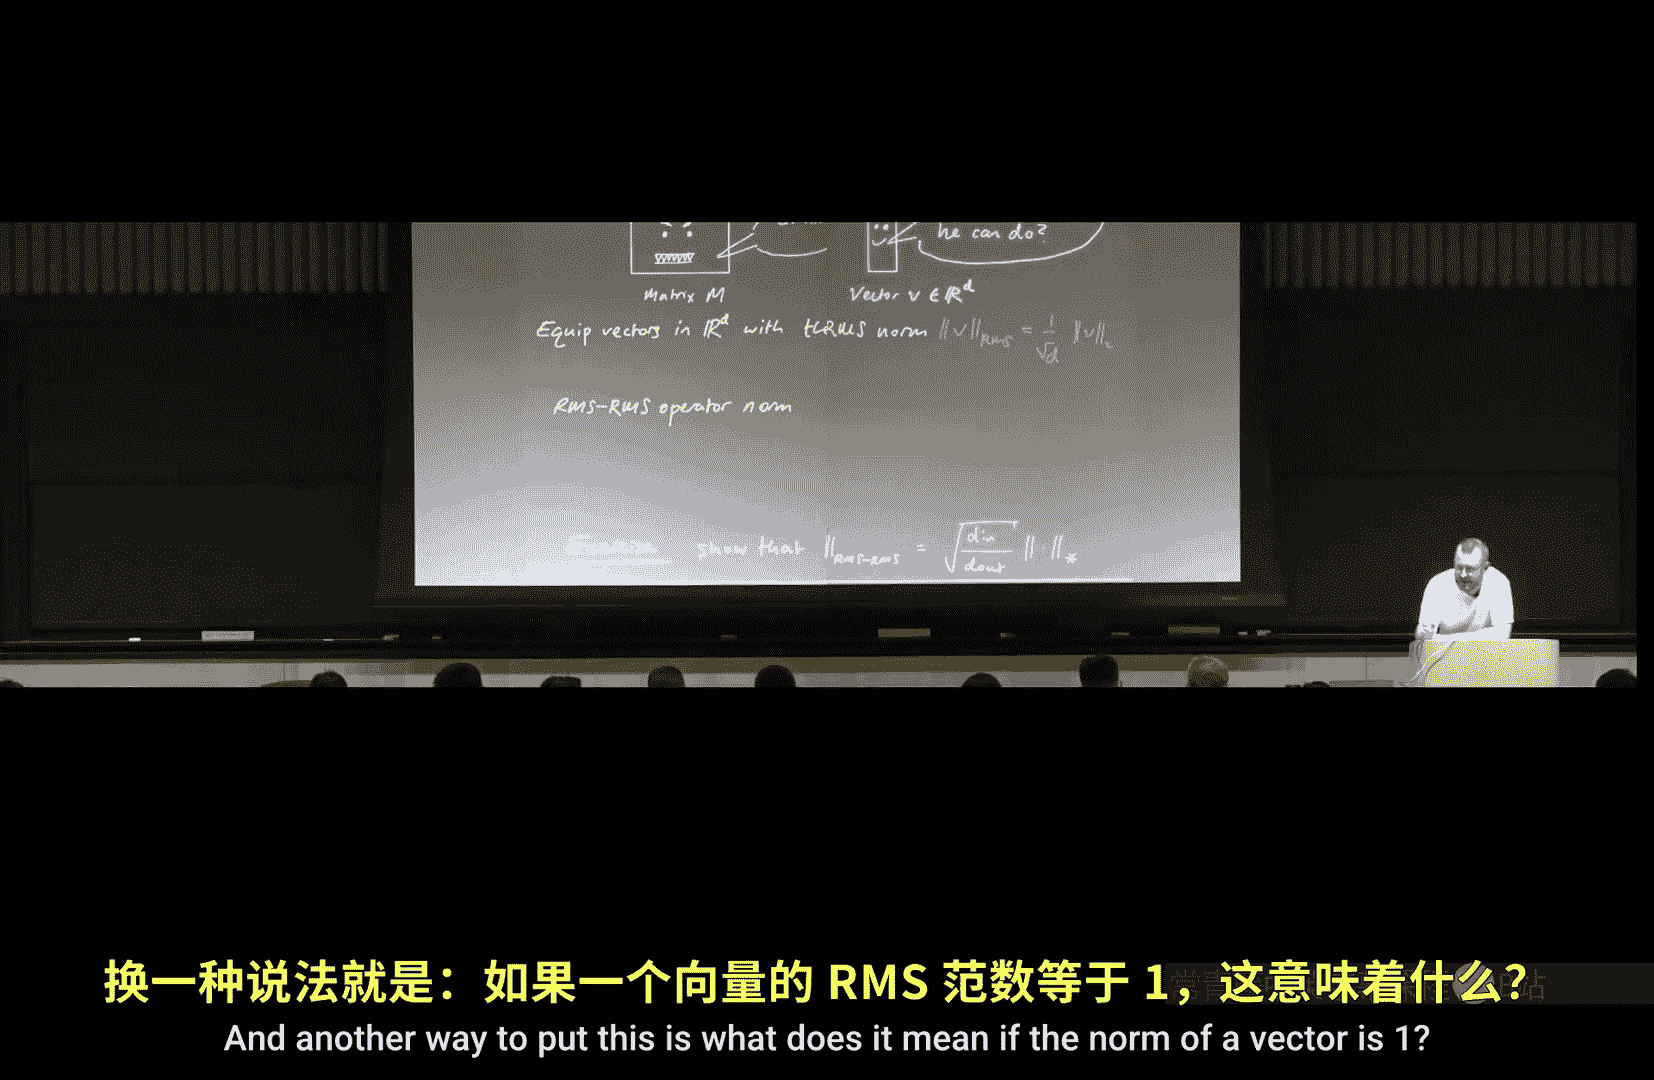 he can do?
Matrix M
Vector v ∈ ℝᵈ
Equip vectors in ℝᵈ with RMS norm ‖v‖RMS = 1/√d ‖v‖₂
RMS–RMS operator norm
show that ‖RMS–RMS = √(din/dout) ‖·‖*
换一种说法就是：如果一个向量的 RMS 范数等于 1，这意味着什么？
And another way to put this is what does it mean if the norm of a vector is 1?